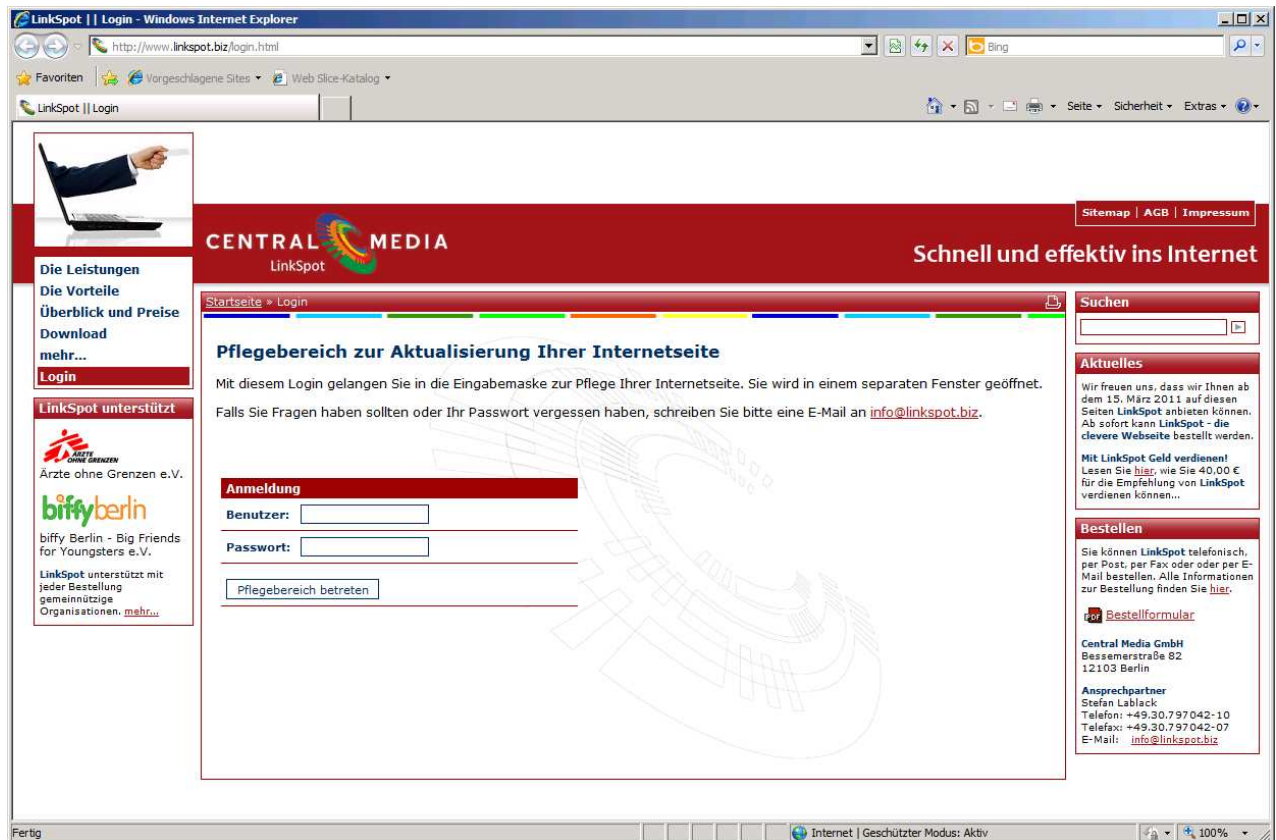 LinkSpot || Login - Windows Internet Explorer
http://www.linkspot.biz/login.html
Bing
Favoriten
Vorgeschlagene Sites
Web Slice-Katalog
LinkSpot || Login
Seite
Sicherheit
Extras
Sitemap | AGB | Impressum
CENTRAL MEDIA
LinkSpot
Schnell und effektiv ins Internet
Die Leistungen
Die Vorteile
Überblick und Preise
Download
mehr...
Login
LinkSpot unterstützt
ÄRZTE
OHNE GRENZEN
Ärzte ohne Grenzen e.V.
biffyberlin
biffy Berlin - Big Friends
for Youngsters e.V.
LinkSpot unterstützt mit
jeder Bestellung
gemeinnützige
Organisationen. mehr...
Startseite » Login
Pflegebereich zur Aktualisierung Ihrer Internetseite
Mit diesem Login gelangen Sie in die Eingabemaske zur Pflege Ihrer Internetseite. Sie wird in einem separaten Fenster geöffnet.
Falls Sie Fragen haben sollten oder Ihr Passwort vergessen haben, schreiben Sie bitte eine E-Mail an info@linkspot.biz.
Anmeldung
Benutzer:
Passwort:
Pflegebereich betreten
Suchen
Aktuelles
Wir freuen uns, dass wir Ihnen ab
dem 15. März 2011 auf diesen
Seiten LinkSpot anbieten können.
Ab sofort kann LinkSpot - die
clevere Webseite bestellt werden.
Mit LinkSpot Geld verdienen!
Lesen Sie hier, wie Sie 40,00 €
für die Empfehlung von LinkSpot
verdienen können...
Bestellen
Sie können LinkSpot telefonisch,
per Post, per Fax oder oder per E-
Mail bestellen. Alle Informationen
zur Bestellung finden Sie hier.
PDF Bestellformular
Central Media GmbH
Bessemerstraße 82
12103 Berlin
Ansprechpartner
Stefan Lablack
Telefon: +49.30.797042-10
Telefax: +49.30.797042-07
E-Mail: info@linkspot.biz
Fertig
Internet | Geschützter Modus: Aktiv
100%